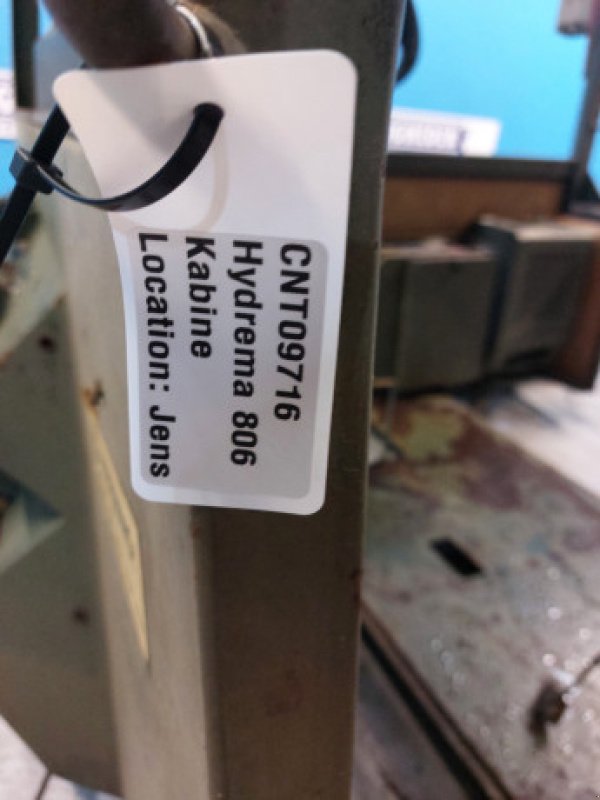 CNT09716
Hydrema 806
Kabine
Location: Jens